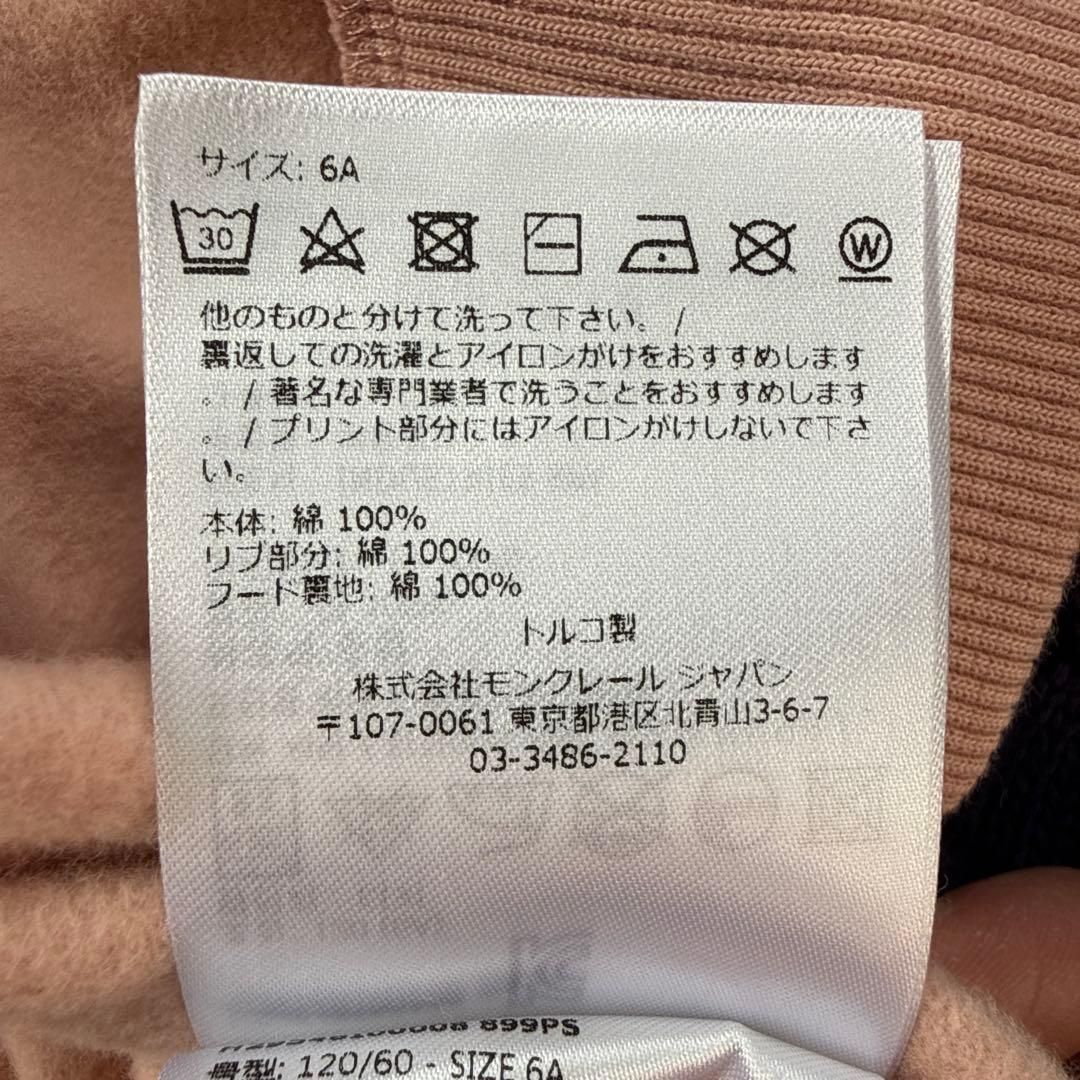 サイズ: 6A
30
W
他のものと分けて洗って下さい。 /
裏返しての洗濯とアイロンがけをおすすめします
。 / 著名な専門業者で洗うことをおすすめします
。 / プリント部分にはアイロンがけしないで下さ
い。
本体: 綿 100%
リブ部分: 綿 100%
フード裏地: 綿 100%
トルコ製
株式会社モンクレール ジャパン
〒107-0061 東京都港区北青山3-6-7
03-3486-2110
899PS
120/60 - SIZE 6A